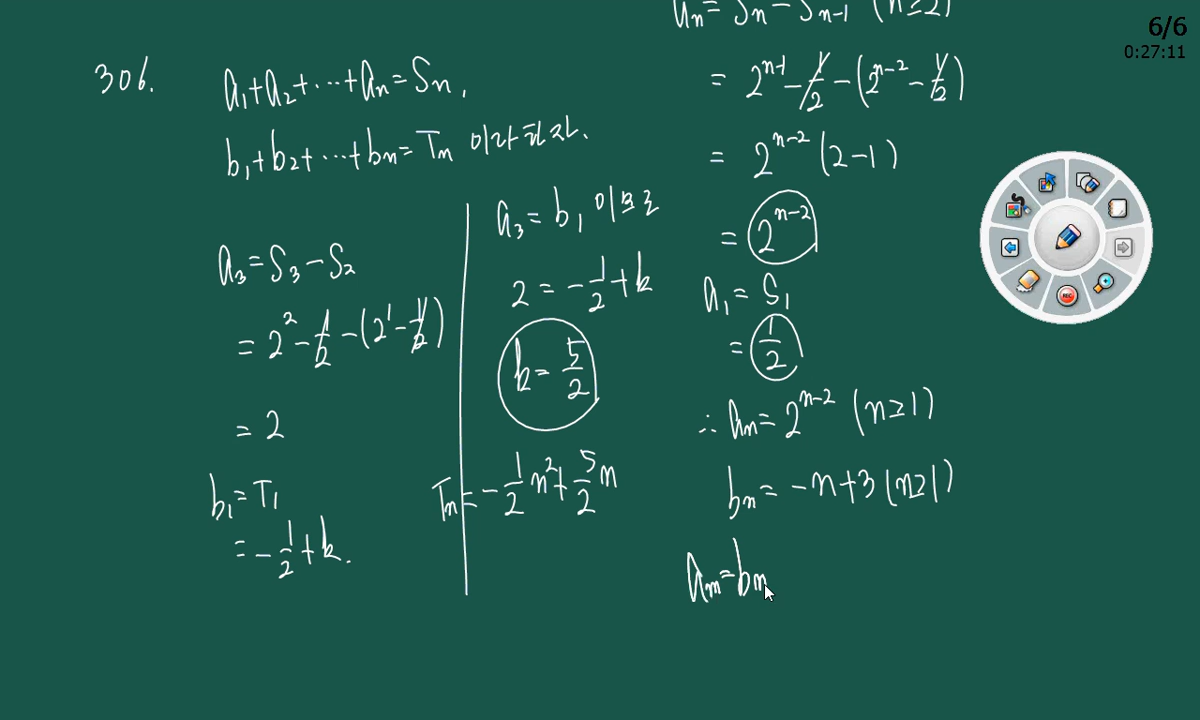 306.
a₁+a₂+⋯+aₙ=Sₙ,
b₁+b₂+⋯+bₙ=Tₙ 이라 하자.
a₃=S₃-S₂
=2²-1/2-(2¹-1/2)
=2
b₁=T₁
=-1/2+k.
a₃=b₁ 이므로
2=-1/2+k
k=5/2
Tₙ=-1/2n²+5/2n
aₙ=Sₙ-Sₙ₋₁ (n≥2)
=2ⁿ⁻¹-1/2-(2ⁿ⁻²-1/2)
=2ⁿ⁻²(2-1)
=2ⁿ⁻²
a₁=S₁
=1/2
∴aₙ=2ⁿ⁻² (n≥1)
bₙ=-n+3 (n≥1)
aₘ=bₘ
6/6
0:27:11
REC